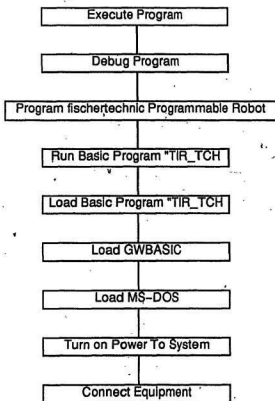 Execute Program
Debug Program
Program fischertechnic Programmable Robot
Run Basic Program "TIR_TCH
Load Basic Program "TIR_TCH
Load GWBASIC
Load MS-DOS
Turn on Power To System
Connect Equipment